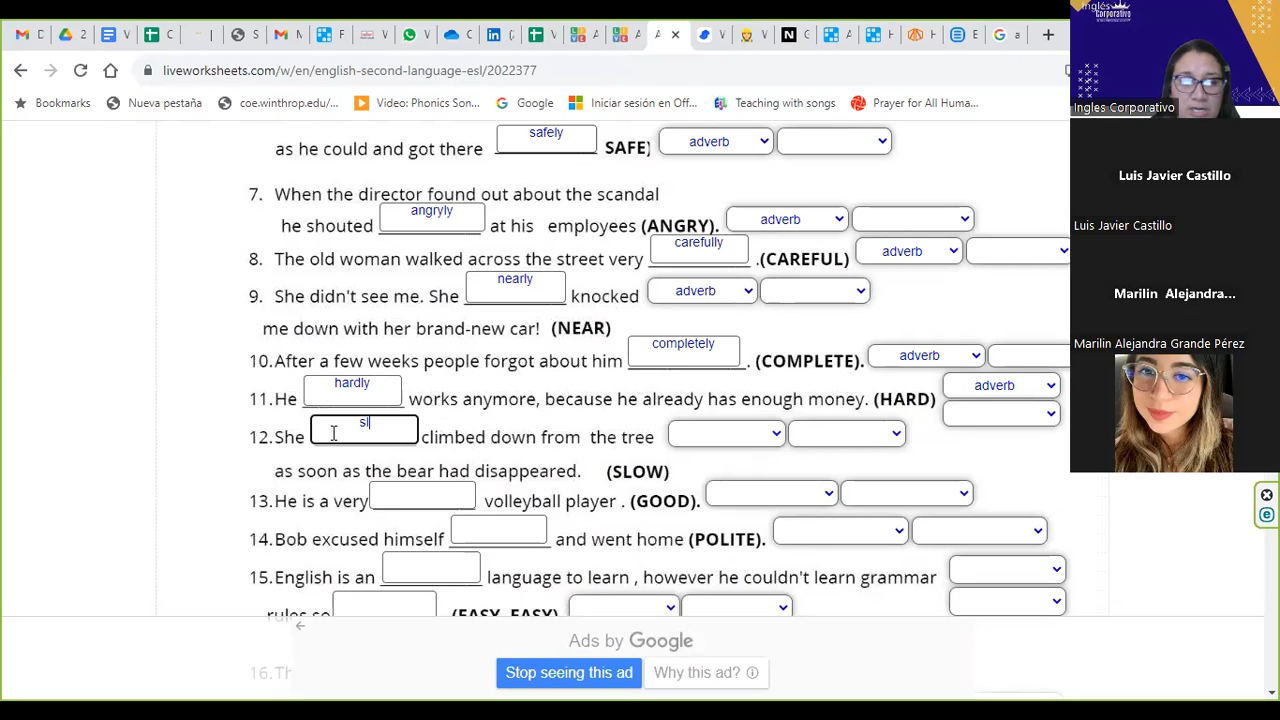 Inglés
corporativo
liveworksheets.com/w/en/english-second-language-esl/2022377
Bookmarks Nueva pestaña coe.winthrop.edu/... Video: Phonics Son... Google Iniciar sesión en Off... Teaching with songs Prayer for All Huma...
Ingles Corporativo
safely
as he could and got there SAFE) adverb
7. When the director found out about the scandal
angryly
he shouted at his employees (ANGRY). adverb
carefully
8. The old woman walked across the street very .(CAREFUL) adverb
nearly
9. She didn't see me. She knocked adverb
me down with her brand-new car! (NEAR)
completely
10. After a few weeks people forgot about him . (COMPLETE). adverb
hardly
11. He works anymore, because he already has enough money. (HARD) adverb
sl
12. She climbed down from the tree
as soon as the bear had disappeared. (SLOW)
13. He is a very volleyball player . (GOOD).
14. Bob excused himself and went home (POLITE).
15. English is an language to learn , however he couldn't learn grammar
rules so (EASY, EASY)
16. Th
Ads by Google
Stop seeing this ad Why this ad?
Luis Javier Castillo
Luis Javier Castillo
Marilin Alejandra...
Marilin Alejandra Grande Pérez